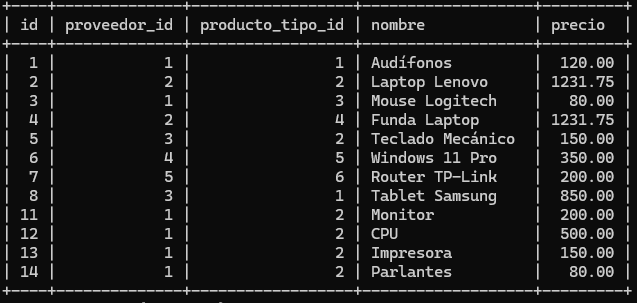 | id | proveedor_id | producto_tipo_id | nombre           | precio  |
|  1 |            1 |                1 | Audífonos        |  120.00 |
|  2 |            2 |                2 | Laptop Lenovo    | 1231.75 |
|  3 |            1 |                3 | Mouse Logitech   |   80.00 |
|  4 |            2 |                4 | Funda Laptop     | 1231.75 |
|  5 |            3 |                2 | Teclado Mecánico |  150.00 |
|  6 |            4 |                5 | Windows 11 Pro   |  350.00 |
|  7 |            5 |                6 | Router TP-Link   |  200.00 |
|  8 |            3 |                1 | Tablet Samsung   |  850.00 |
| 11 |            1 |                2 | Monitor          |  200.00 |
| 12 |            1 |                2 | CPU              |  500.00 |
| 13 |            1 |                2 | Impresora        |  150.00 |
| 14 |            1 |                2 | Parlantes        |   80.00 |